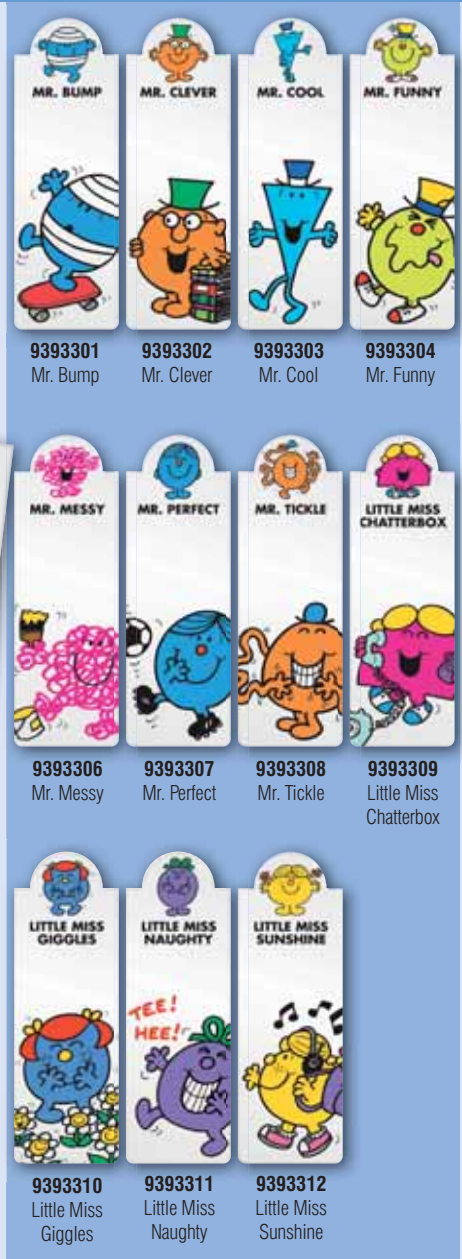 MR. BUMP
MR. CLEVER
MR. COOL
MR. FUNNY
9393301
Mr. Bump
9393302
Mr. Clever
9393303
Mr. Cool
9393304
Mr. Funny
MR. MESSY
MR. PERFECT
MR. TICKLE
LITTLE MISS
CHATTERBOX
9393306
Mr. Messy
9393307
Mr. Perfect
9393308
Mr. Tickle
9393309
Little Miss
Chatterbox
LITTLE MISS
GIGGLES
LITTLE MISS
NAUGHTY
LITTLE MISS
SUNSHINE
TEE!
HEE!
9393310
Little Miss
Giggles
9393311
Little Miss
Naughty
9393312
Little Miss
Sunshine